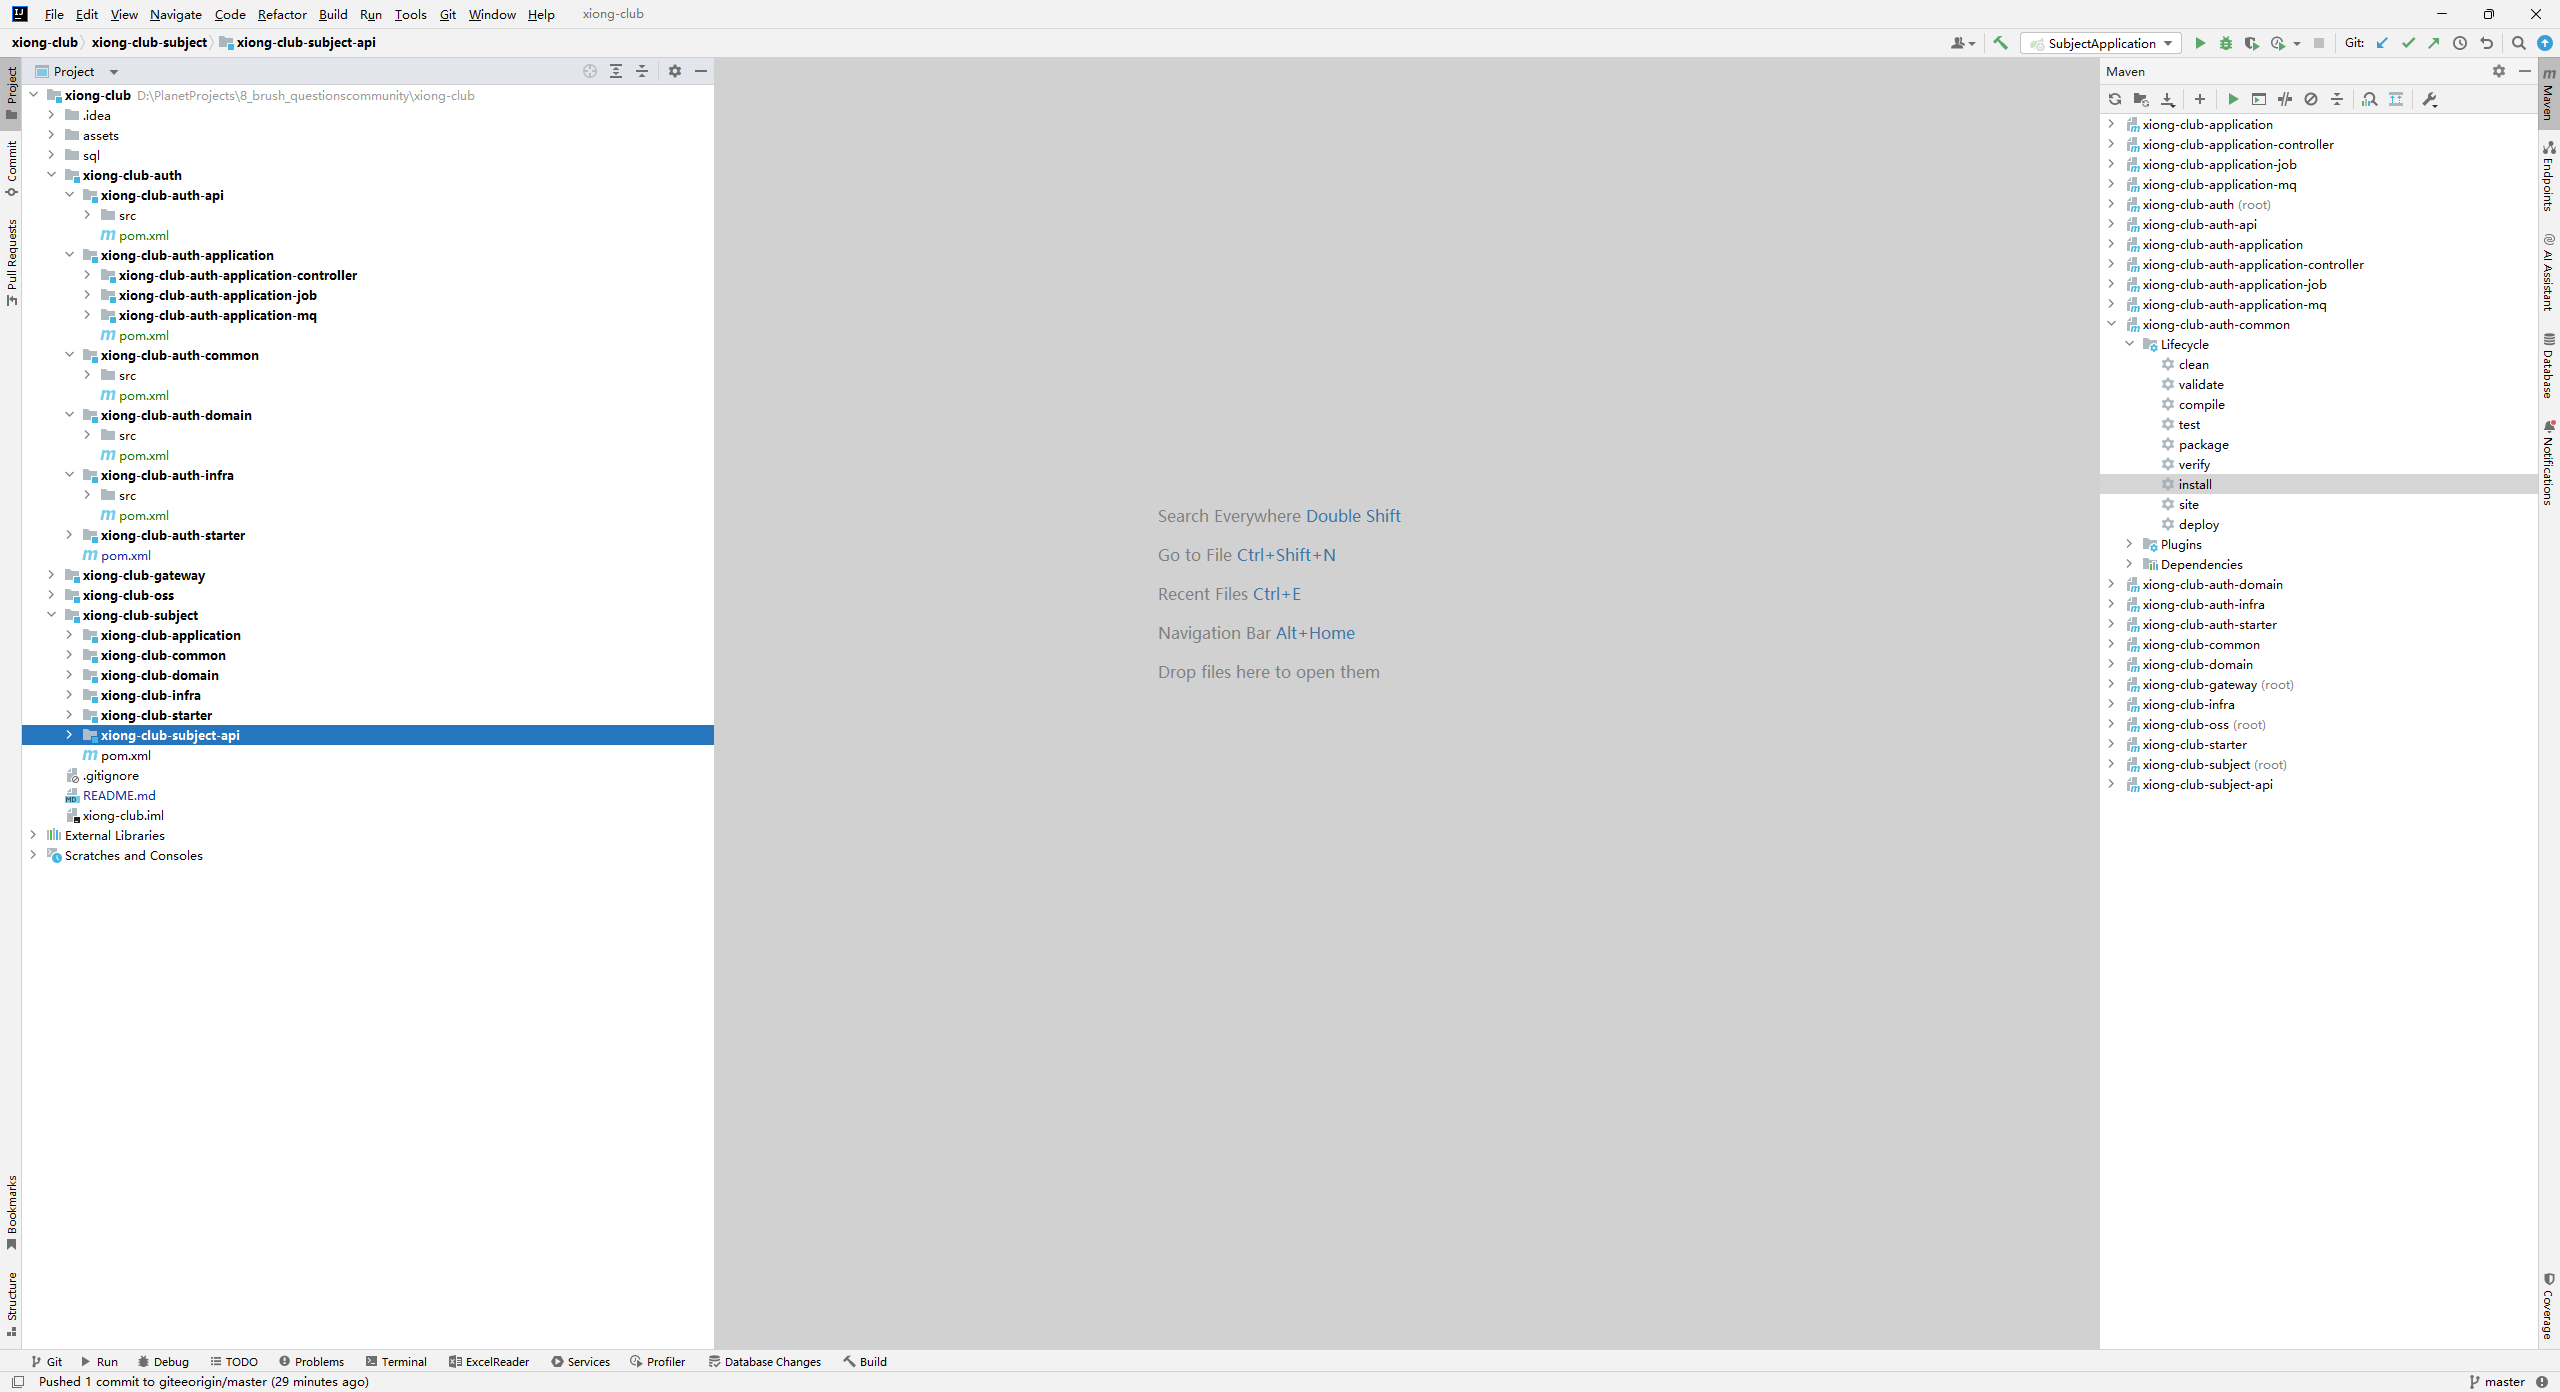 File Edit View Navigate Code Refactor Build Run Tools Git Window Help xiong-club
xiong-club xiong-club-subject xiong-club-subject-api
SubjectApplication
Git:
Project
Commit
Pull Requests
Bookmarks
Structure
Project
xiong-club D:\PlanetProjects\8_brush_questionscommunity\xiong-club
.idea
assets
sql
xiong-club-auth
xiong-club-auth-api
src
pom.xml
xiong-club-auth-application
xiong-club-auth-application-controller
xiong-club-auth-application-job
xiong-club-auth-application-mq
pom.xml
xiong-club-auth-common
src
pom.xml
xiong-club-auth-domain
src
pom.xml
xiong-club-auth-infra
src
pom.xml
xiong-club-auth-starter
pom.xml
xiong-club-gateway
xiong-club-oss
xiong-club-subject
xiong-club-application
xiong-club-common
xiong-club-domain
xiong-club-infra
xiong-club-starter
xiong-club-subject-api
pom.xml
.gitignore
README.md
xiong-club.iml
External Libraries
Scratches and Consoles
Search Everywhere Double Shift
Go to File Ctrl+Shift+N
Recent Files Ctrl+E
Navigation Bar Alt+Home
Drop files here to open them
Maven
xiong-club-application
xiong-club-application-controller
xiong-club-application-job
xiong-club-application-mq
xiong-club-auth (root)
xiong-club-auth-api
xiong-club-auth-application
xiong-club-auth-application-controller
xiong-club-auth-application-job
xiong-club-auth-application-mq
xiong-club-auth-common
Lifecycle
clean
validate
compile
test
package
verify
install
site
deploy
Plugins
Dependencies
xiong-club-auth-domain
xiong-club-auth-infra
xiong-club-auth-starter
xiong-club-common
xiong-club-domain
xiong-club-gateway (root)
xiong-club-infra
xiong-club-oss (root)
xiong-club-starter
xiong-club-subject (root)
xiong-club-subject-api
Maven
Endpoints
AI Assistant
Database
Notifications
Coverage
Git Run Debug TODO Problems Terminal ExcelReader Services Profiler Database Changes Build
Pushed 1 commit to giteeorigin/master (29 minutes ago)
master